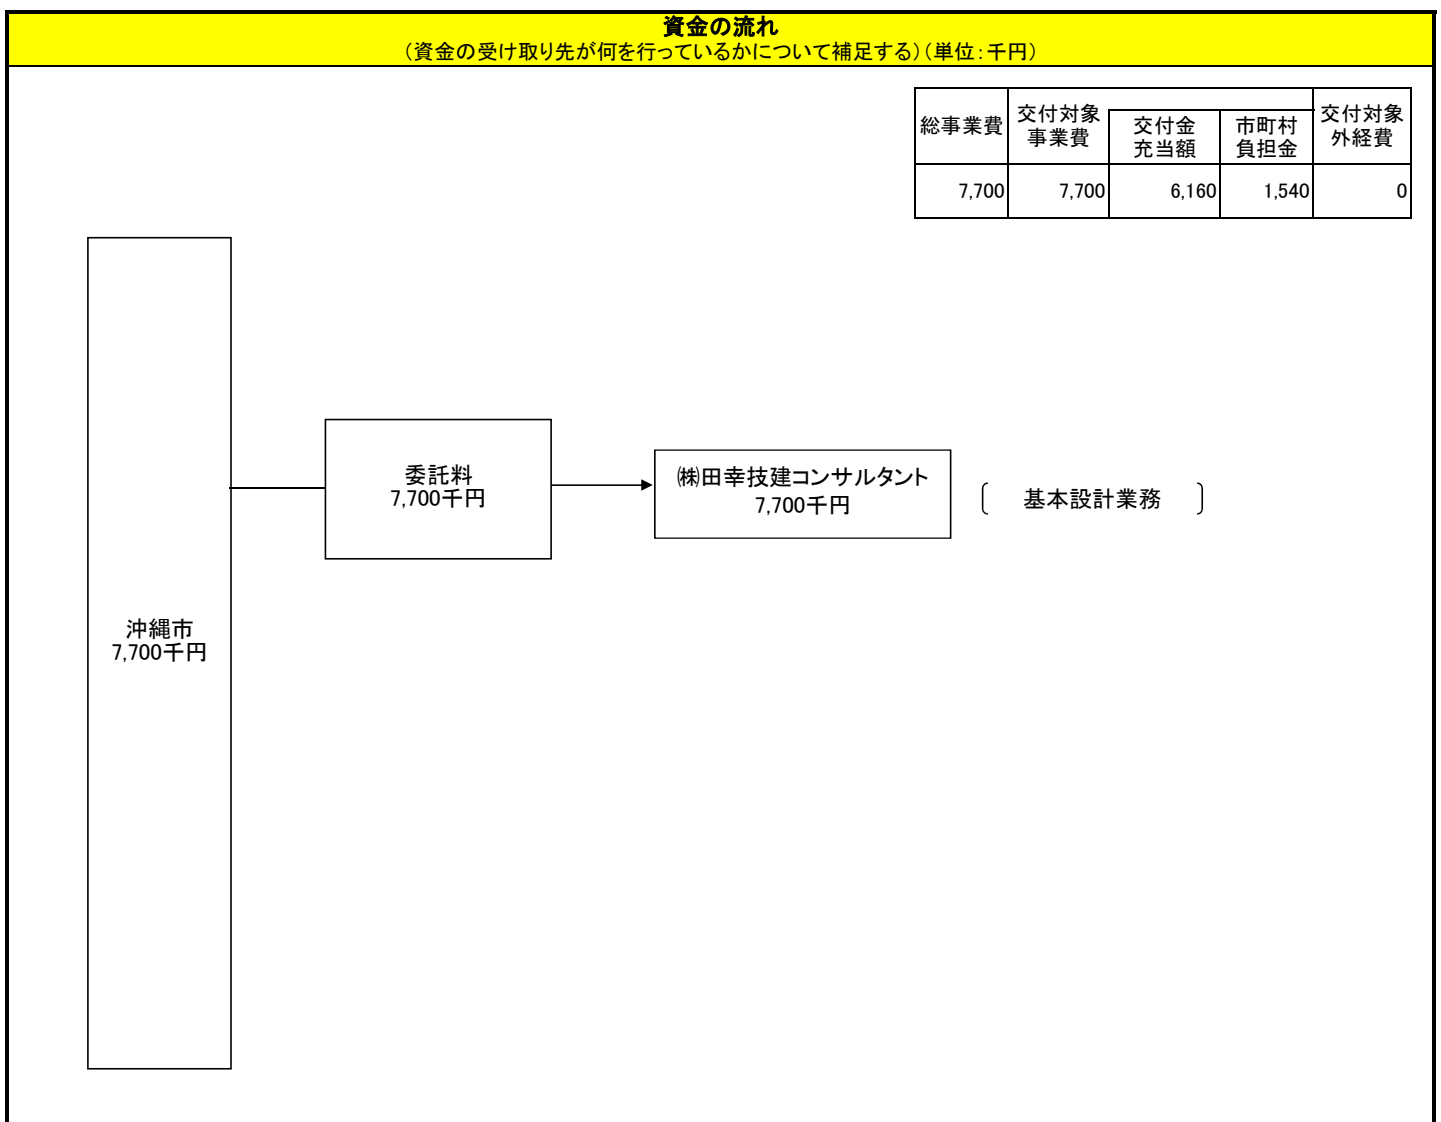 資金の流れ
（資金の受け取り先が何を行っているかについて補足する）（単位：千円）
総事業費
交付対象
事業費
交付金
充当額
市町村
負担金
交付対象
外経費
7,700
7,700
6,160
1,540
0
委託料
7,700千円
㈱田幸技建コンサルタント
7,700千円
〔 基本設計業務 〕
沖縄市
7,700千円